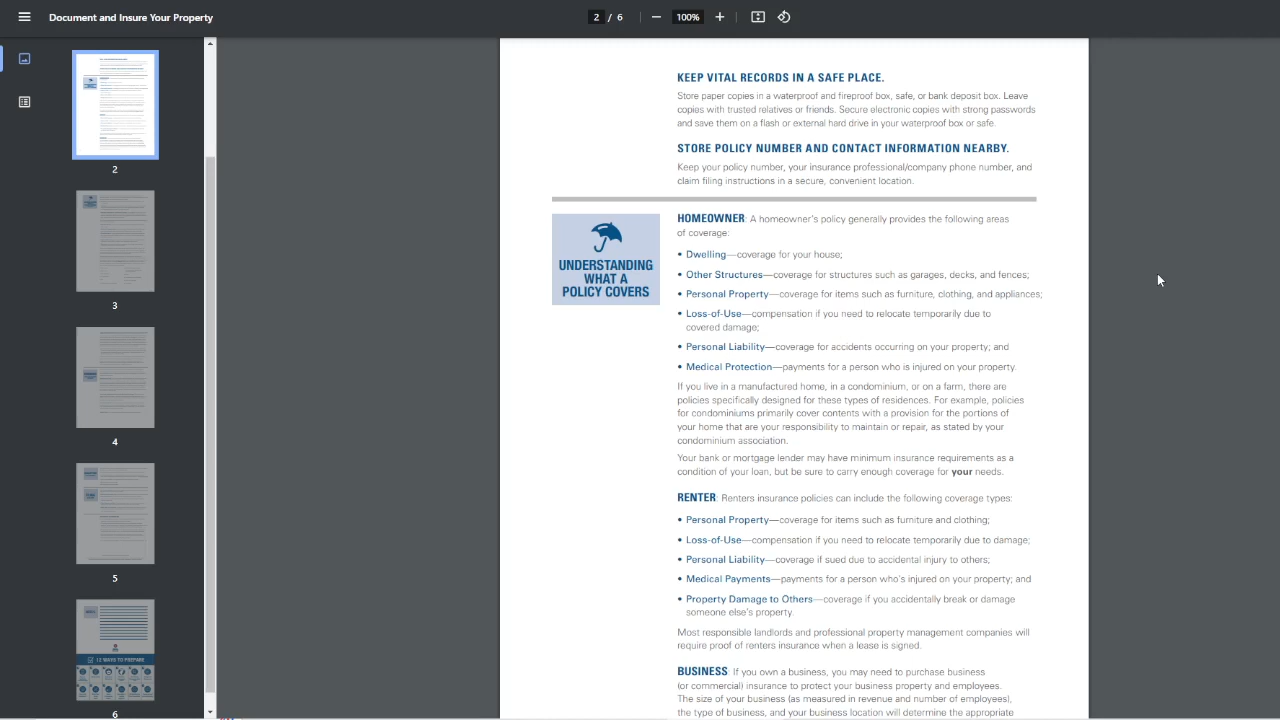 Document and Insure Your Property
2 / 6
100%
KEEP VITAL RECORDS IN A SAFE PLACE.
Store paper copies in a waterproof and fireproof box, safe, or bank deposit box. Leave
copies with trusted relatives or friends. Secure electronic copies with strong passwords
and save them on a flash or external hard drive in your waterproof box or safe.
STORE POLICY NUMBER AND CONTACT INFORMATION NEARBY.
Keep your policy number, your insurance professional/company phone number, and
claim filing instructions in a secure, convenient location.
UNDERSTANDING
WHAT A
POLICY COVERS
HOMEOWNER: A homeowner's policy generally provides the following areas
of coverage:
• Dwelling—coverage for your house;
• Other Structures—coverage for structures such as garages, decks, and fences;
• Personal Property—coverage for items such as furniture, clothing, and appliances;
• Loss-of-Use—compensation if you need to relocate temporarily due to
covered damage;
• Personal Liability—coverage for accidents occurring on your property; and
• Medical Protection—payments for a person who is injured on your property.
If you live in a manufactured home, in a condominium, or on a farm, there are
policies specifically designed for these types of residences. For example, policies
for condominiums primarily cover contents with a provision for the portions of
your home that are your responsibility to maintain or repair, as stated by your
condominium association.
Your bank or mortgage lender may have minimum insurance requirements as a
condition of your loan, but be sure to carry enough coverage for your needs.
RENTER: Renters insurance policies can include the following coverage types:
• Personal Property—coverage for items such as furniture and clothing;
• Loss-of-Use—compensation if you need to relocate temporarily due to damage;
• Personal Liability—coverage if sued due to accidental injury to others;
• Medical Payments—payments for a person who's injured on your property; and
• Property Damage to Others—coverage if you accidentally break or damage
someone else's property.
Most responsible landlords and professional property management companies will
require proof of renters insurance when a lease is signed.
BUSINESS: If you own a business, you may need to purchase business
(or commercial) insurance to protect your business property and employees.
The size of your business (as measured in revenue and number of employees),
the type of business, and your business location will determine the appropriate
2
3
4
5
12 WAYS TO PREPARE
6